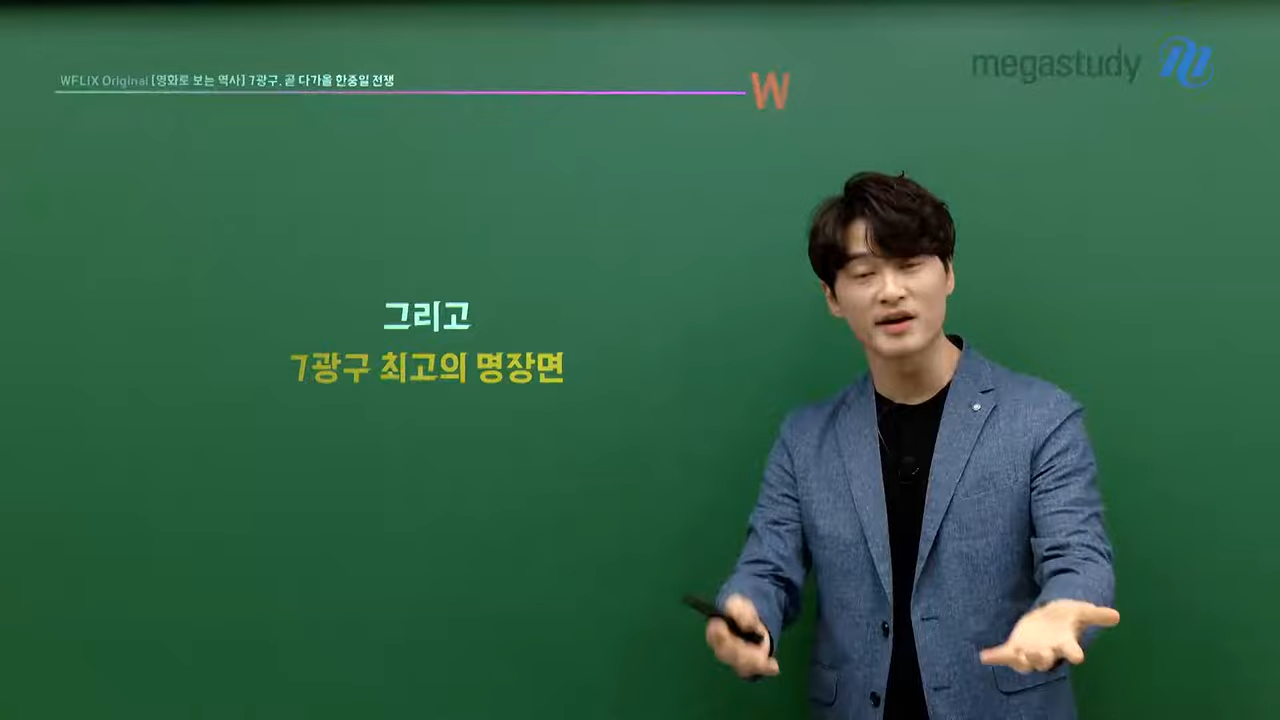 WFLIX Original [영화로 보는 역사] 7광구, 곧 다가올 한중일 전쟁
W
megastudy
그리고
7광구 최고의 명장면